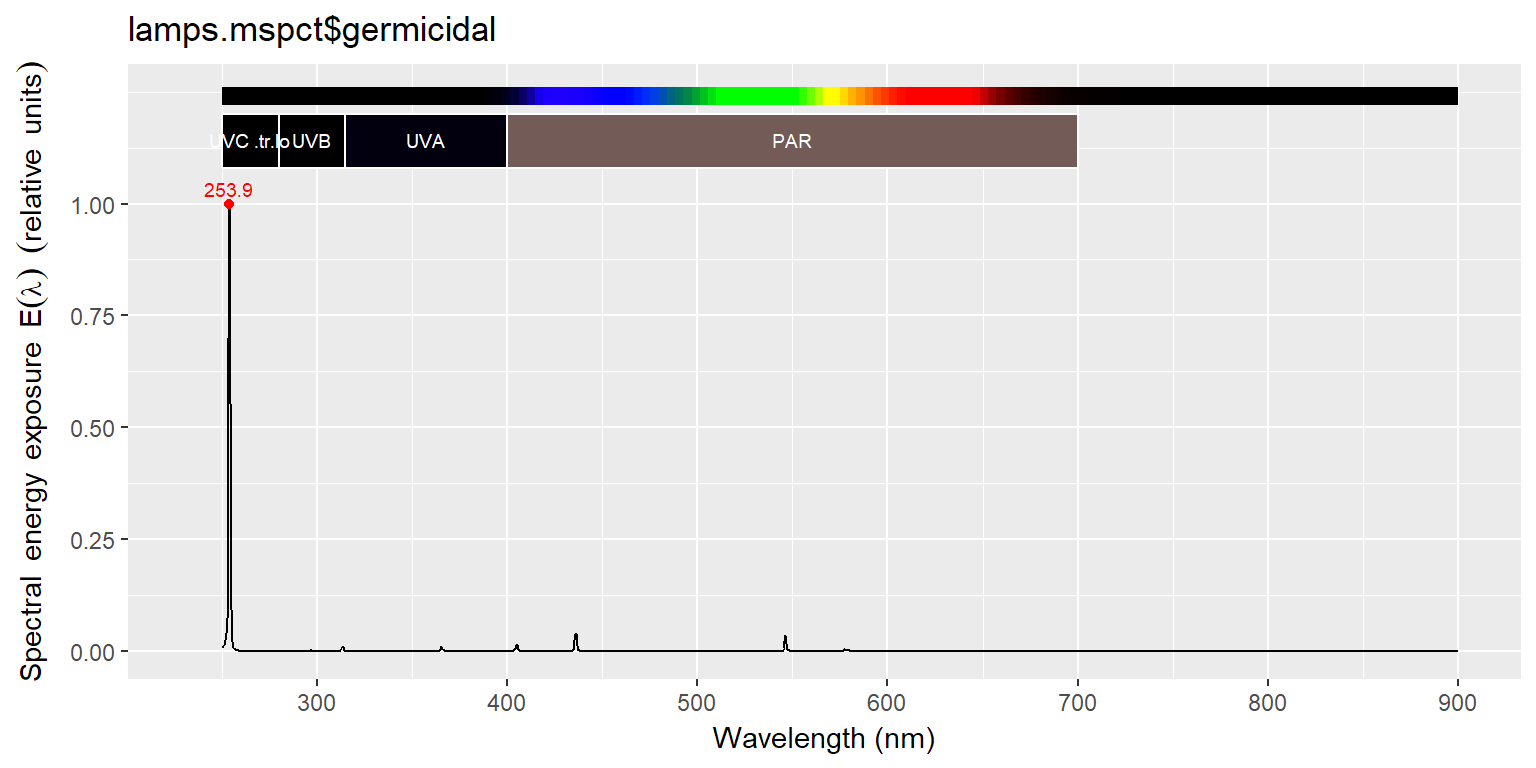 lamps.mspct$germicidal
UVC .tr.lo UVB UVA PAR
253.9
1.00
0.75
0.50
0.25
0.00
Spectral energy exposure E(λ) (relative units)
300 400 500 600 700 800 900
Wavelength (nm)